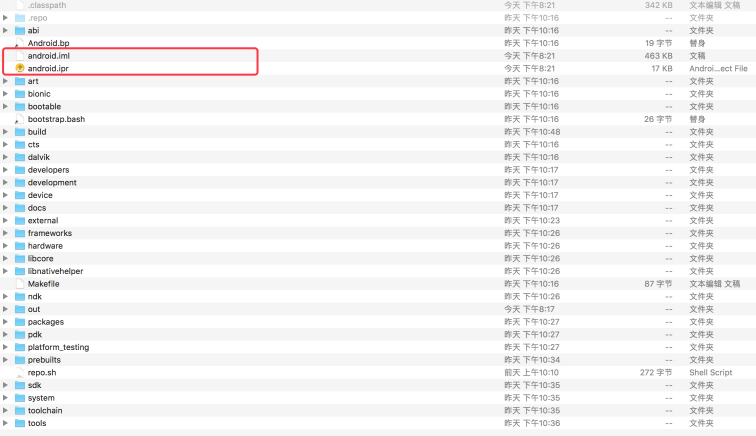 .classpath 今天 下午8:21 342 KB 文本编辑 文稿
.repo 昨天 下午10:16 -- 文件夹
abi 昨天 下午10:16 -- 文件夹
Android.bp 昨天 下午10:16 19 字节 替身
android.iml 今天 下午8:21 463 KB 文稿
android.ipr 今天 下午8:21 17 KB Androi...ect File
art 昨天 下午10:16 -- 文件夹
bionic 昨天 下午10:16 -- 文件夹
bootable 昨天 下午10:16 -- 文件夹
bootstrap.bash 昨天 下午10:16 26 字节 替身
build 昨天 下午10:48 -- 文件夹
cts 昨天 下午10:16 -- 文件夹
dalvik 昨天 下午10:16 -- 文件夹
developers 昨天 下午10:17 -- 文件夹
development 昨天 下午10:17 -- 文件夹
device 昨天 下午10:17 -- 文件夹
docs 昨天 下午10:17 -- 文件夹
external 昨天 下午10:23 -- 文件夹
frameworks 昨天 下午10:26 -- 文件夹
hardware 昨天 下午10:26 -- 文件夹
libcore 昨天 下午10:26 -- 文件夹
libnativehelper 昨天 下午10:26 -- 文件夹
Makefile 昨天 下午10:16 87 字节 文本编辑 文稿
ndk 昨天 下午10:26 -- 文件夹
out 今天 下午8:17 -- 文件夹
packages 昨天 下午10:27 -- 文件夹
pdk 昨天 下午10:27 -- 文件夹
platform_testing 昨天 下午10:27 -- 文件夹
prebuilts 昨天 下午10:34 -- 文件夹
repo.sh 前天 上午10:10 272 字节 Shell Script
sdk 昨天 下午10:35 -- 文件夹
system 昨天 下午10:35 -- 文件夹
toolchain 昨天 下午10:35 -- 文件夹
tools 昨天 下午10:36 -- 文件夹